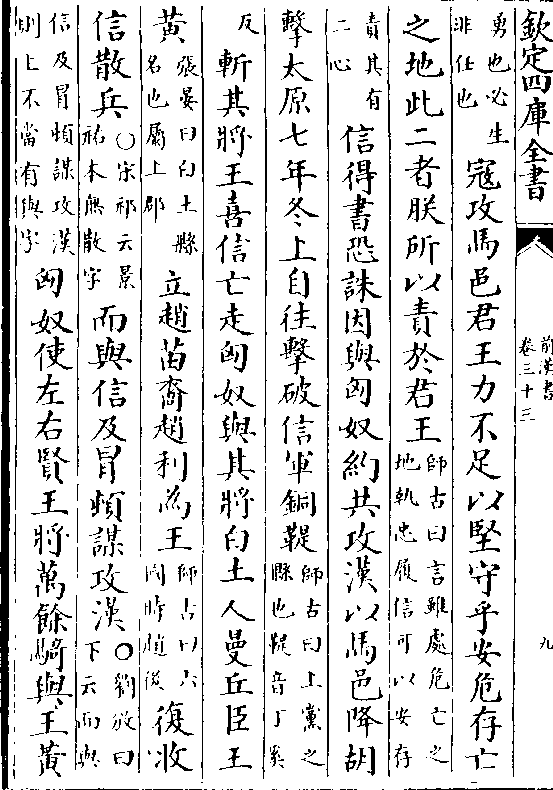 欽定四庫全書 前漢書 卷三十三 九
勇也必生非任也寇攻馬邑君王力不足以堅守乎安危存亡
之地此二者朕所以責於君王師古曰言雖處危亡之地執忠履信可以安存
責其有二心信得書恐誅因與匈奴約共攻漢以馬邑降胡
擊太原七年冬上自往擊破信軍銅鞮師古曰上黨之縣也鞮音丁奚
反斬其將王喜信亡走匈奴與其將白土人曼丘臣王
黃張晏曰白土縣名也屬上郡立趙苗裔趙利為王師古曰六國時趙後復收
信散兵○宋祁云景祐本無散字而與信及冒頓謀攻漢○劉攽曰下云而與
信及冒頓謀攻漢則上不當有與字匈奴使左右賢王將萬餘騎與王黃